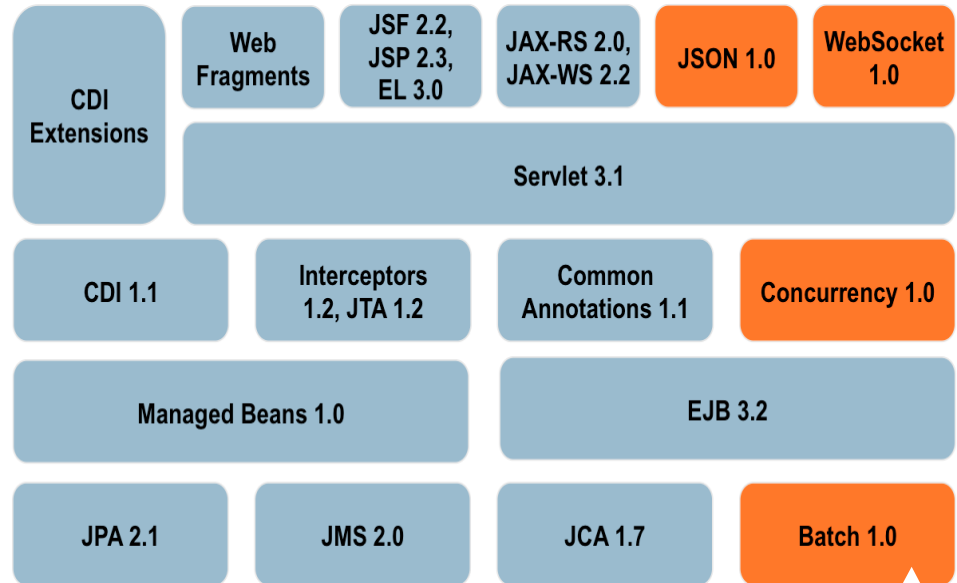 CDI
Extensions
Web
Fragments
JSF 2.2,
JSP 2.3,
EL 3.0
JAX-RS 2.0,
JAX-WS 2.2
JSON 1.0
WebSocket
1.0
Servlet 3.1
CDI 1.1
Interceptors
1.2, JTA 1.2
Common
Annotations 1.1
Concurrency 1.0
Managed Beans 1.0
EJB 3.2
JPA 2.1
JMS 2.0
JCA 1.7
Batch 1.0